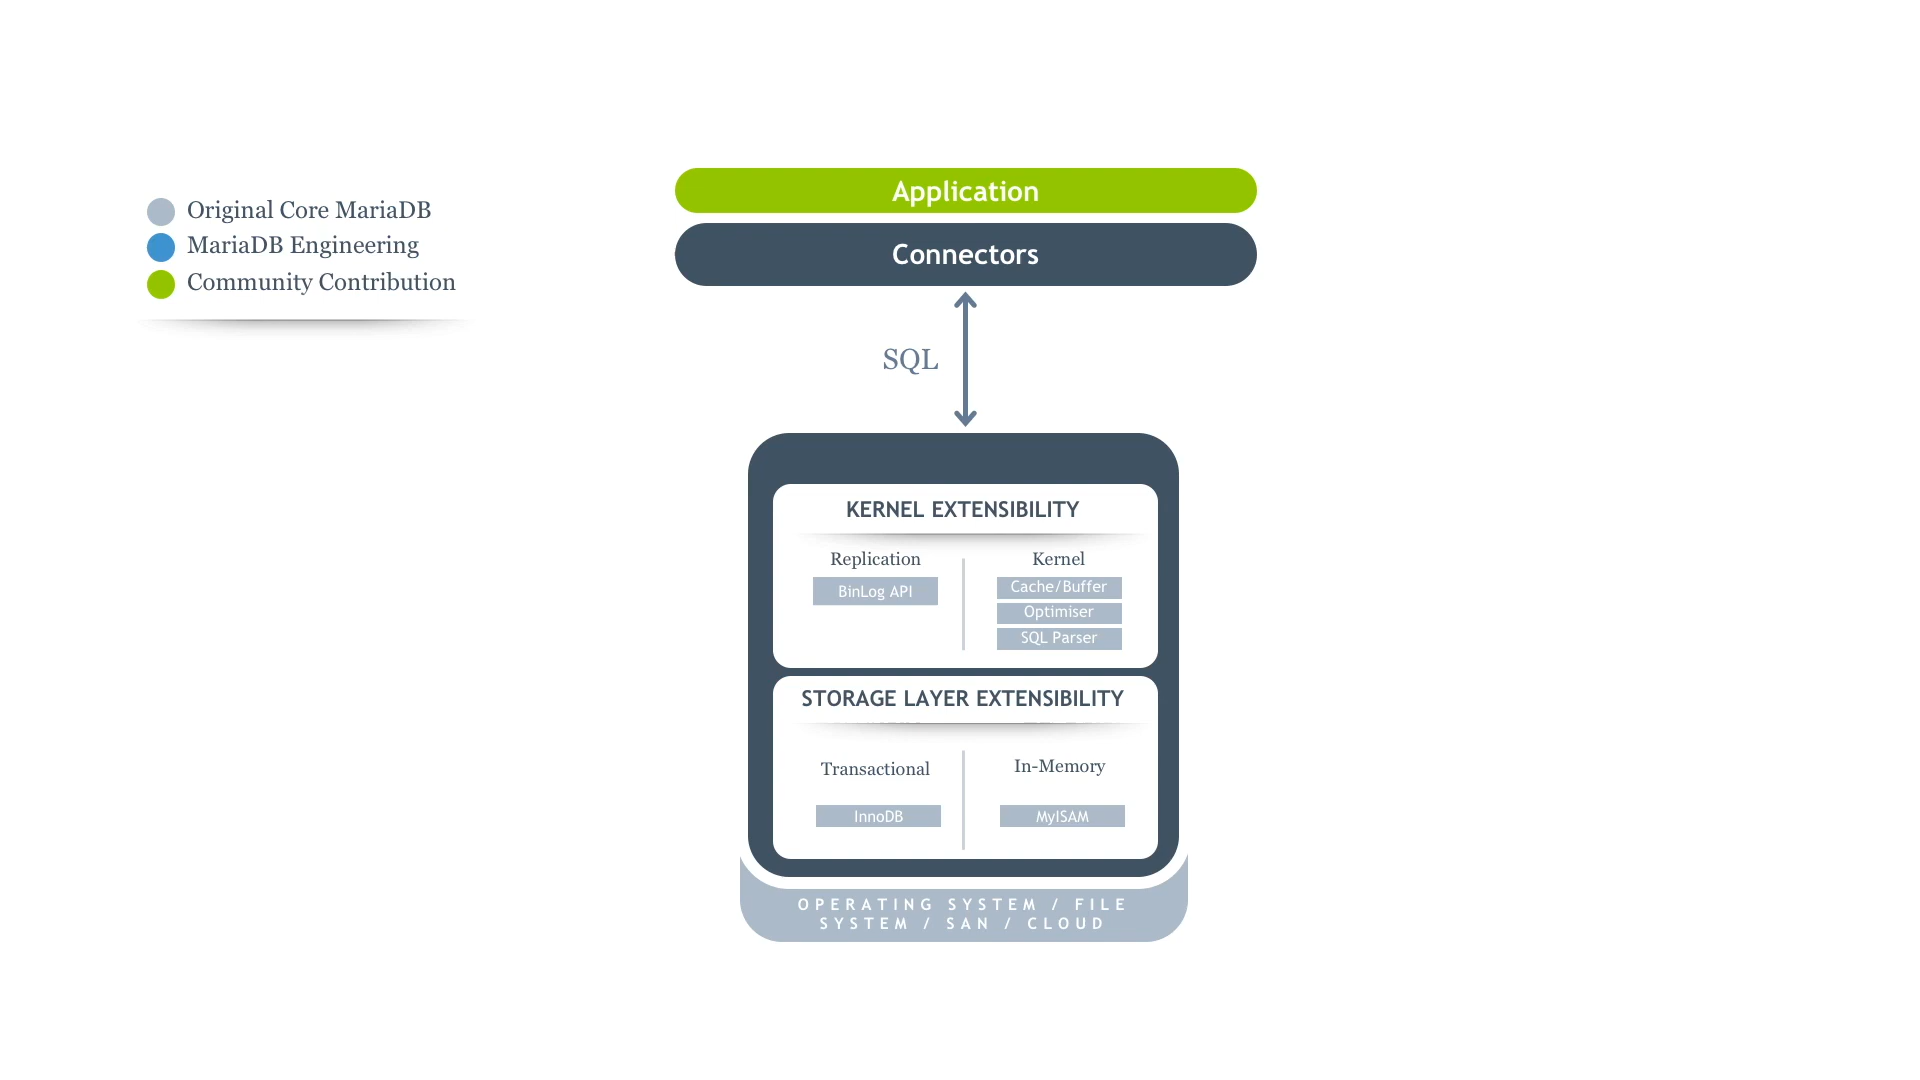 Original Core MariaDB
MariaDB Engineering
Community Contribution
Application
Connectors
SQL
KERNEL EXTENSIBILITY
Replication
BinLog API
Kernel
Cache/Buffer
Optimiser
SQL Parser
STORAGE LAYER EXTENSIBILITY
Transactional
InnoDB
In-Memory
MyISAM
OPERATING SYSTEM / FILE
SYSTEM / SAN / CLOUD